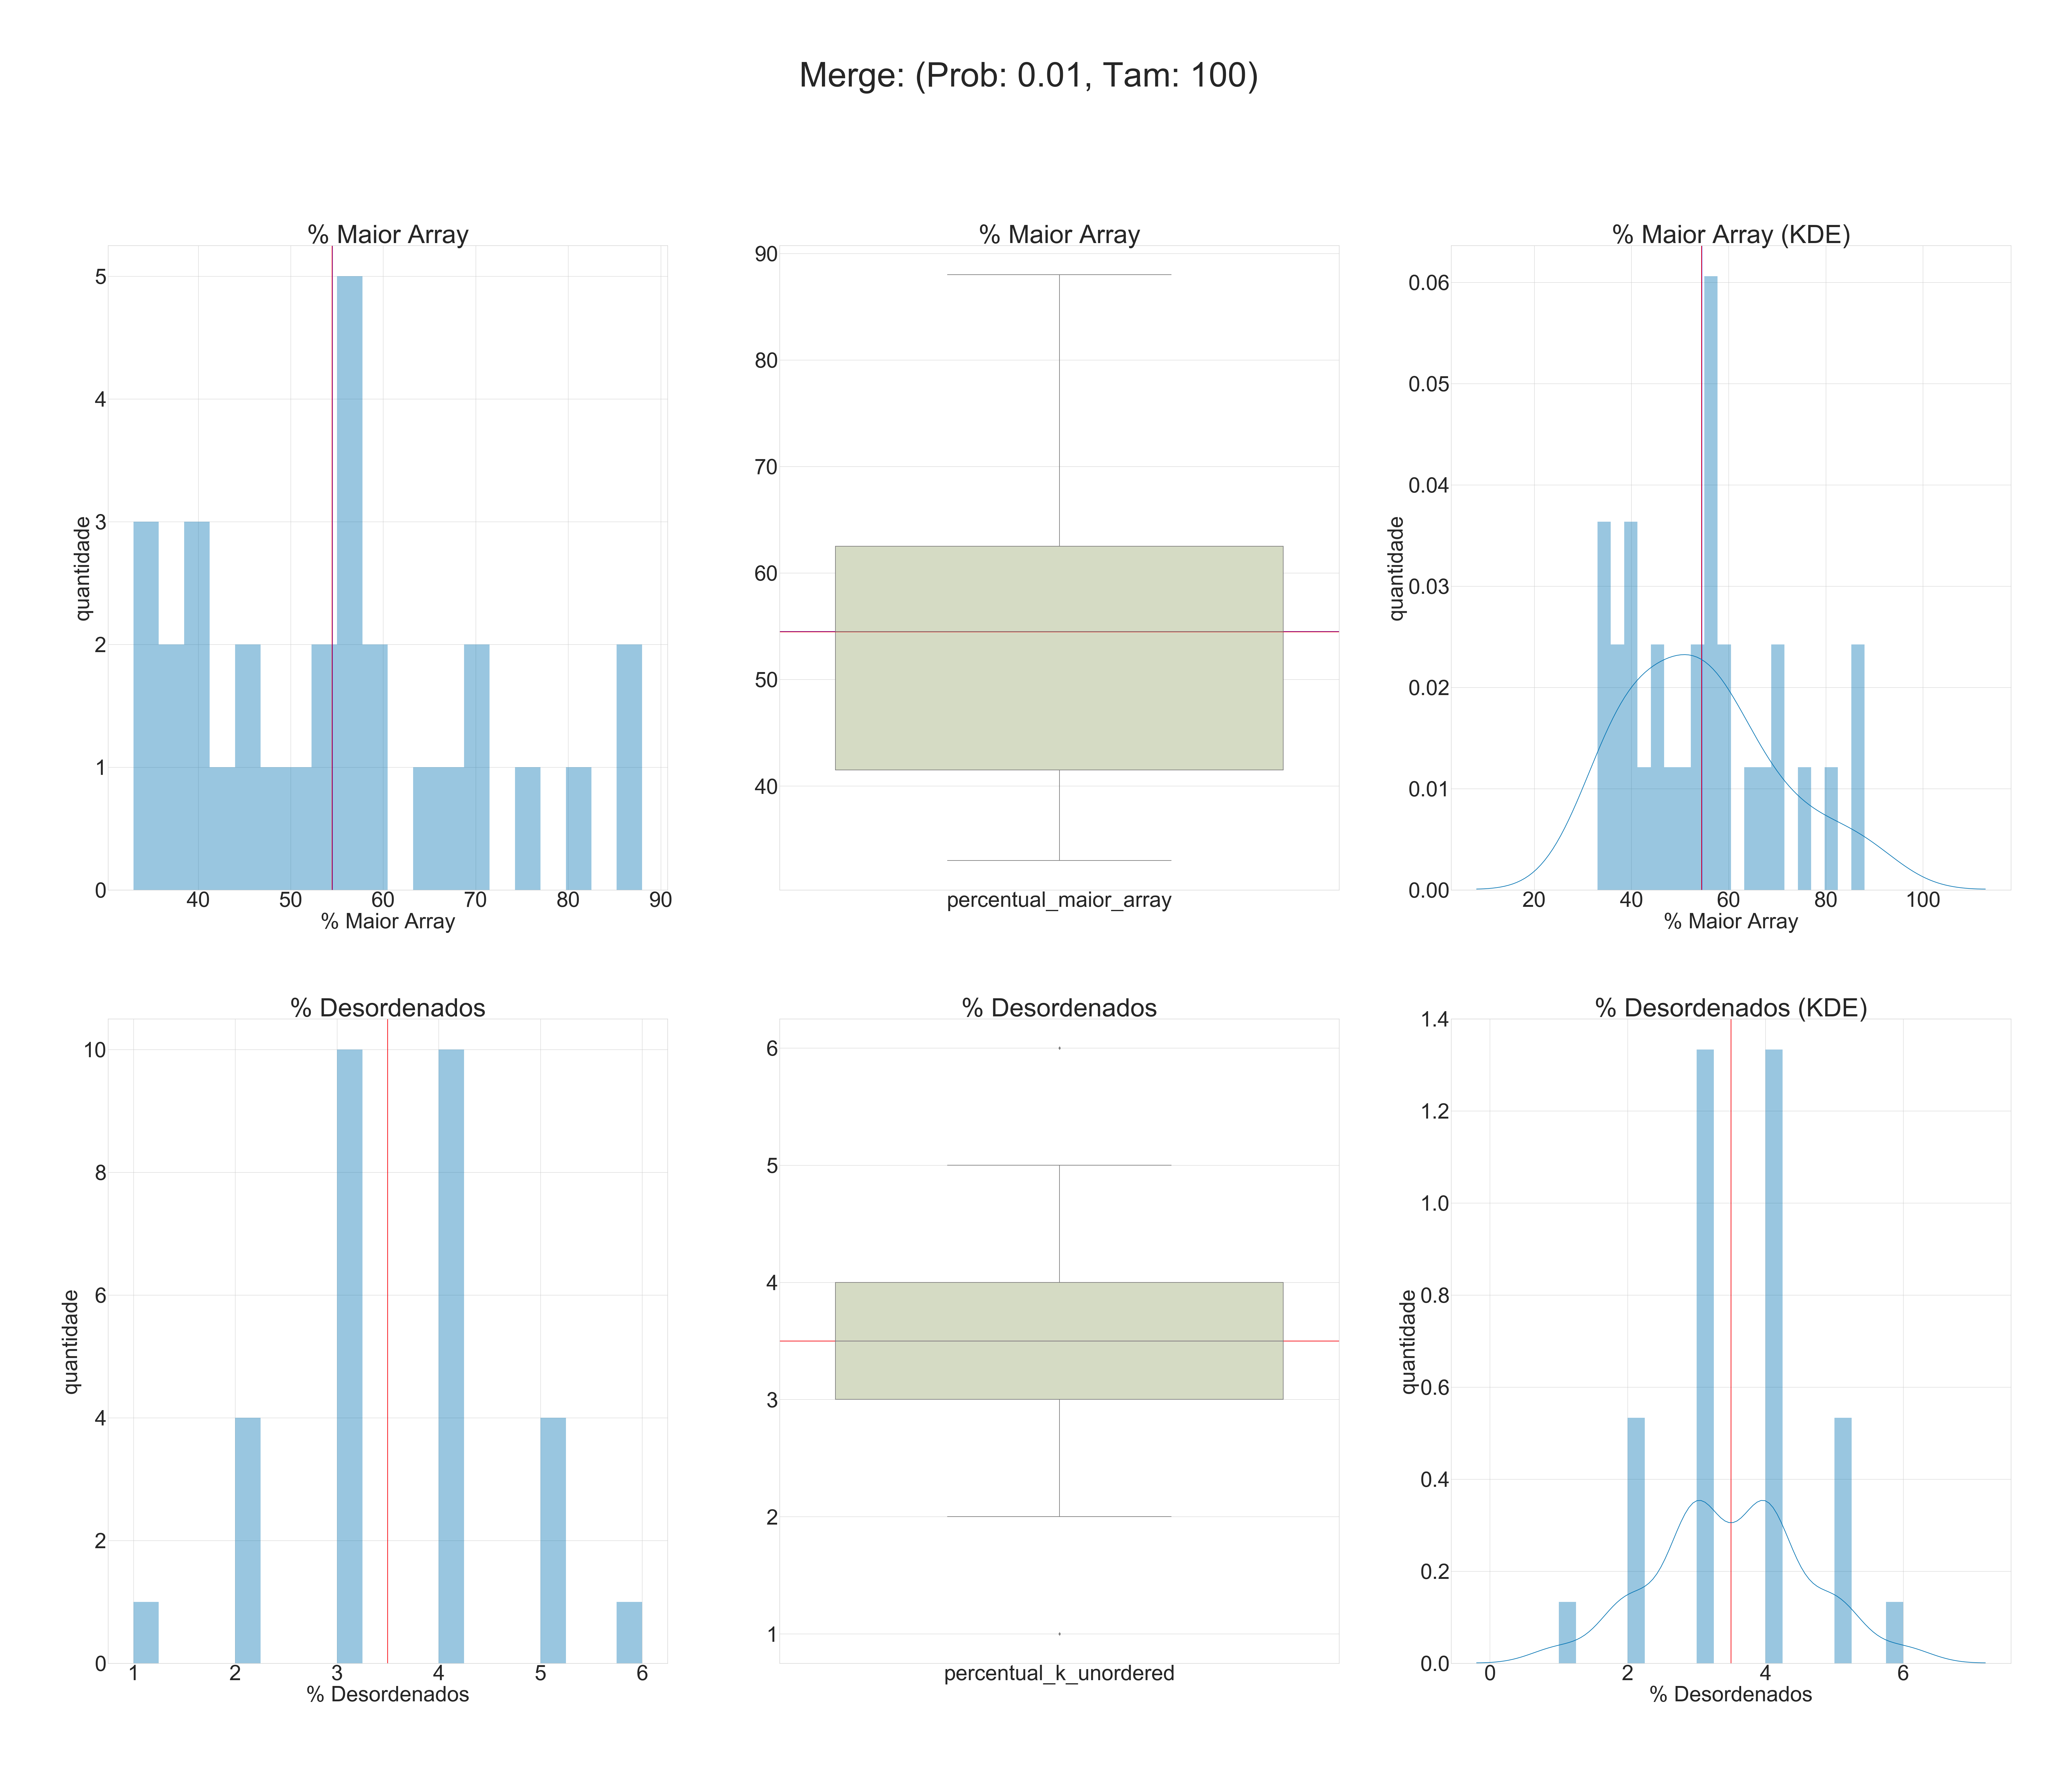 Merge: (Prob: 0.01, Tam: 100)
% Maior Array
5
4
3
2
1
0
quantidade
40 50 60 70 80 90
% Maior Array
% Maior Array
90
80
70
60
50
40
percentual_maior_array
% Maior Array (KDE)
0.06
0.05
0.04
0.03
0.02
0.01
0.00
quantidade
20 40 60 80 100
% Maior Array
% Desordenados
10
8
6
4
2
0
quantidade
1 2 3 4 5 6
% Desordenados
% Desordenados
6
5
4
3
2
1
percentual_k_unordered
% Desordenados (KDE)
1.4
1.2
1.0
0.8
0.6
0.4
0.2
0.0
quantidade
0 2 4 6
% Desordenados